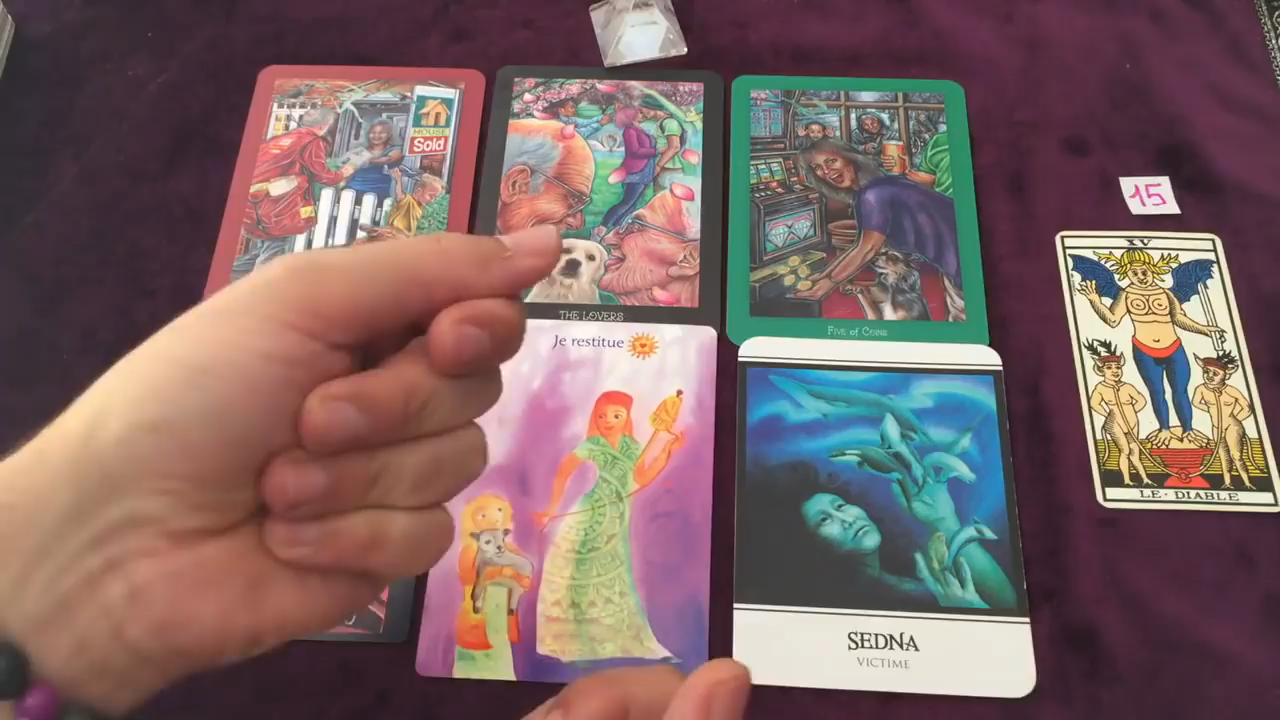 HOUSE
Sold
THE LOVERS
FIVE of COINS
15
XV
LE · DIABLE
Je restitue
SEDNA
VICTIME